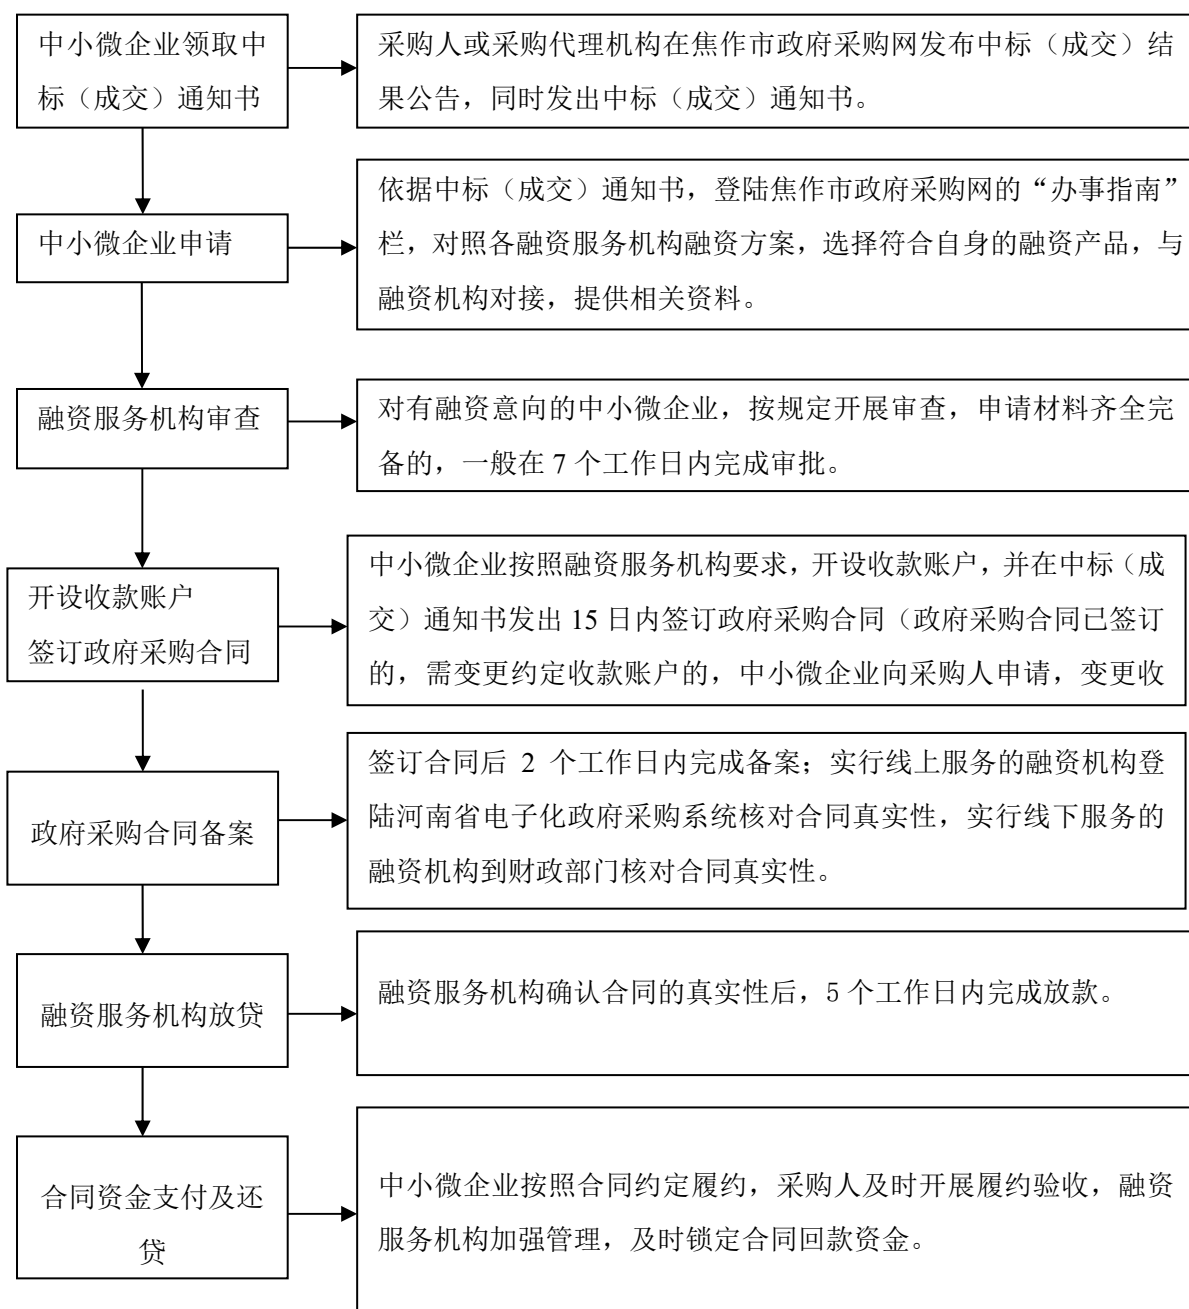 中小微企业领取中
标（成交）通知书
采购人或采购代理机构在焦作市政府采购网发布中标（成交）结
果公告，同时发出中标（成交）通知书。
中小微企业申请
依据中标（成交）通知书，登陆焦作市政府采购网的“办事指南”
栏，对照各融资服务机构融资方案，选择符合自身的融资产品，与
融资机构对接，提供相关资料。
融资服务机构审查
对有融资意向的中小微企业，按规定开展审查，申请材料齐全完
备的，一般在 7 个工作日内完成审批。
开设收款账户
签订政府采购合同
中小微企业按照融资服务机构要求，开设收款账户，并在中标（成
交）通知书发出 15 日内签订政府采购合同（政府采购合同已签订
的，需变更约定收款账户的，中小微企业向采购人申请，变更收
政府采购合同备案
签订合同后 2 个工作日内完成备案；实行线上服务的融资机构登
陆河南省电子化政府采购系统核对合同真实性，实行线下服务的
融资机构到财政部门核对合同真实性。
融资服务机构放贷
融资服务机构确认合同的真实性后，5 个工作日内完成放款。
合同资金支付及还
贷
中小微企业按照合同约定履约，采购人及时开展履约验收，融资
服务机构加强管理，及时锁定合同回款资金。